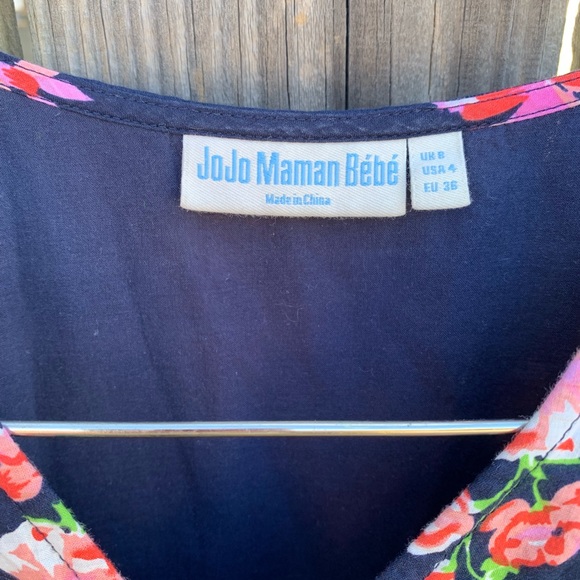 JoJo Maman Bébé
Made in China
UK 8
USA 4
EU 36